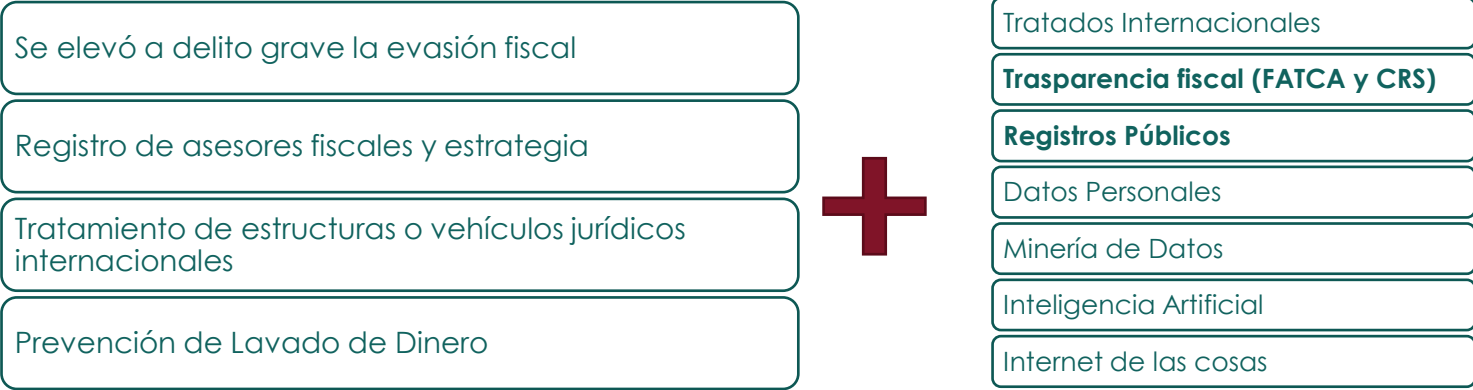 Se elevó a delito grave la evasión fiscal
Registro de asesores fiscales y estrategia
Tratamiento de estructuras o vehículos jurídicos
internacionales
Prevención de Lavado de Dinero
Tratados Internacionales
Trasparencia fiscal (FATCA y CRS)
Registros Públicos
Datos Personales
Minería de Datos
Inteligencia Artificial
Internet de las cosas